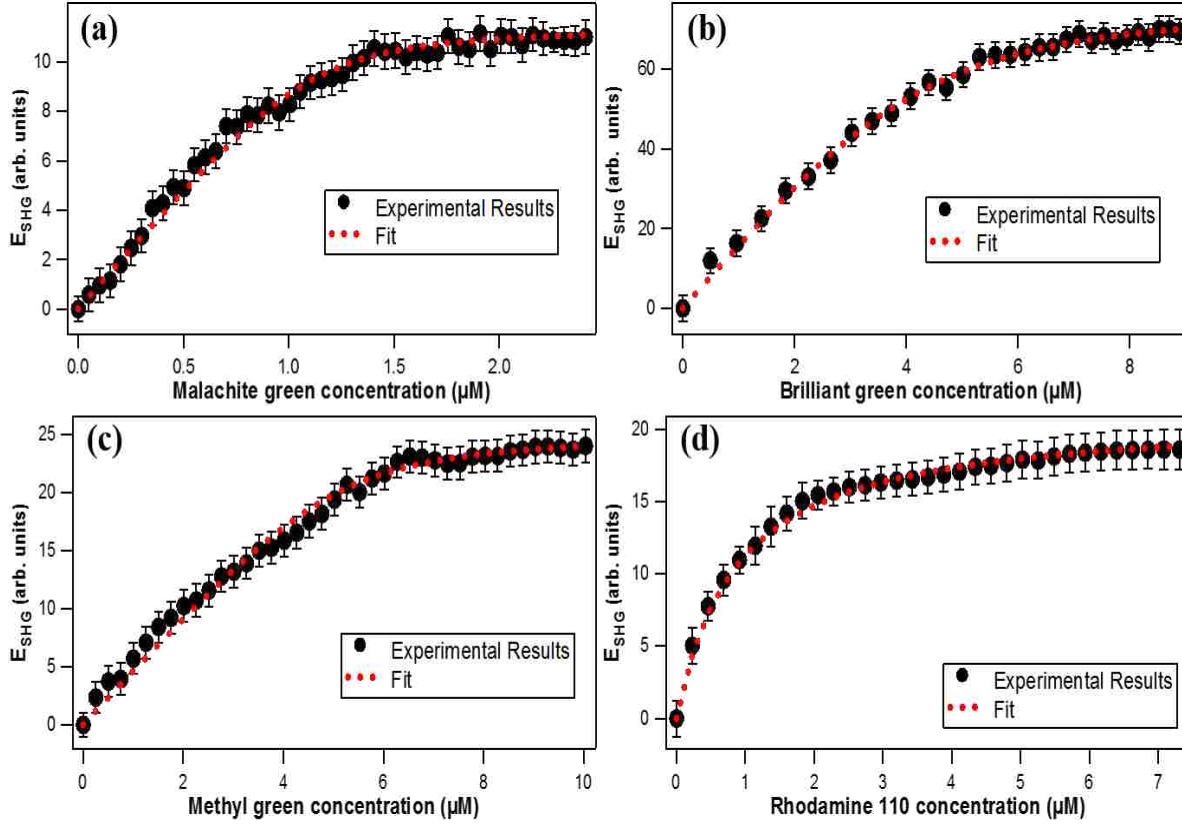 (a)
E_SHG (arb. units)
10
8
6
4
2
0
Experimental Results
Fit
0.0 0.5 1.0 1.5 2.0
Malachite green concentration (µM)
(b)
E_SHG (arb. units)
60
40
20
0
Experimental Results
Fit
0 2 4 6 8
Brilliant green concentration (µM)
(c)
E_SHG (arb. units)
25
20
15
10
5
0
Experimental Results
Fit
0 2 4 6 8 10
Methyl green concentration (µM)
(d)
E_SHG (arb. units)
20
15
10
5
0
Experimental Results
Fit
0 1 2 3 4 5 6 7
Rhodamine 110 concentration (µM)